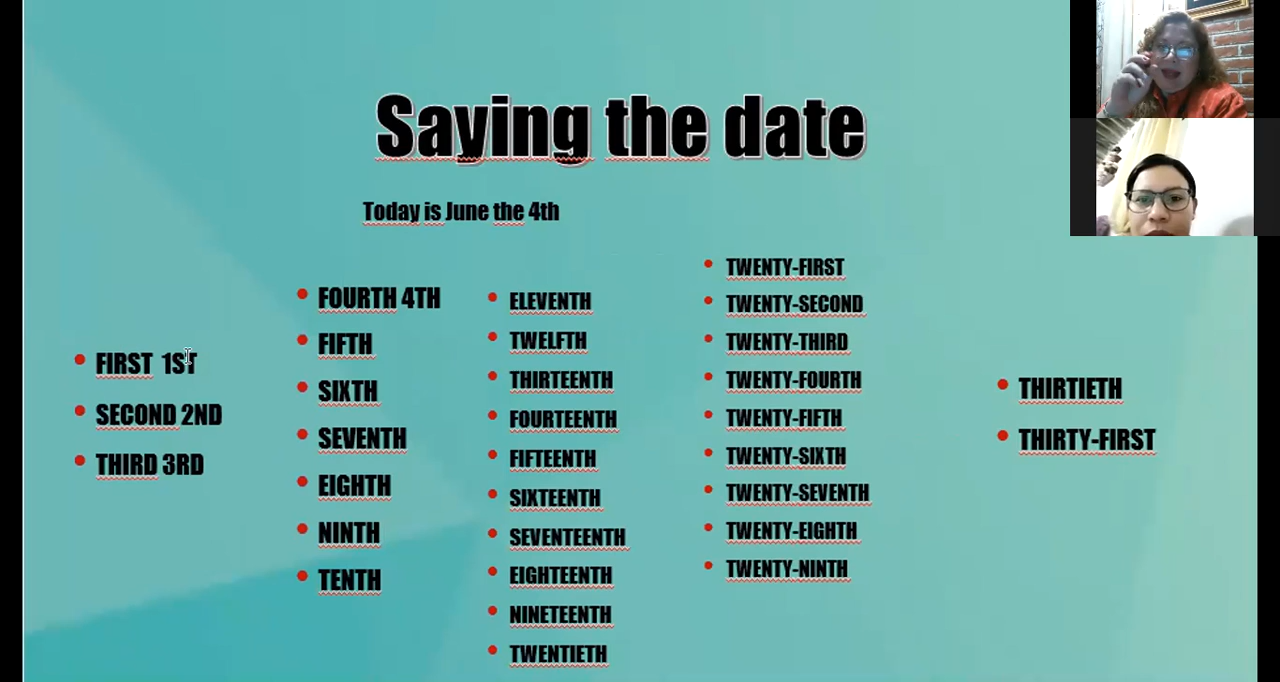 Saying the date
Today is June the 4th
FIRST 1ST
SECOND 2ND
THIRD 3RD
FOURTH 4TH
FIFTH
SIXTH
SEVENTH
EIGHTH
NINTH
TENTH
ELEVENTH
TWELFTH
THIRTEENTH
FOURTEENTH
FIFTEENTH
SIXTEENTH
SEVENTEENTH
EIGHTEENTH
NINETEENTH
TWENTIETH
TWENTY-FIRST
TWENTY-SECOND
TWENTY-THIRD
TWENTY-FOURTH
TWENTY-FIFTH
TWENTY-SIXTH
TWENTY-SEVENTH
TWENTY-EIGHTH
TWENTY-NINTH
THIRTIETH
THIRTY-FIRST